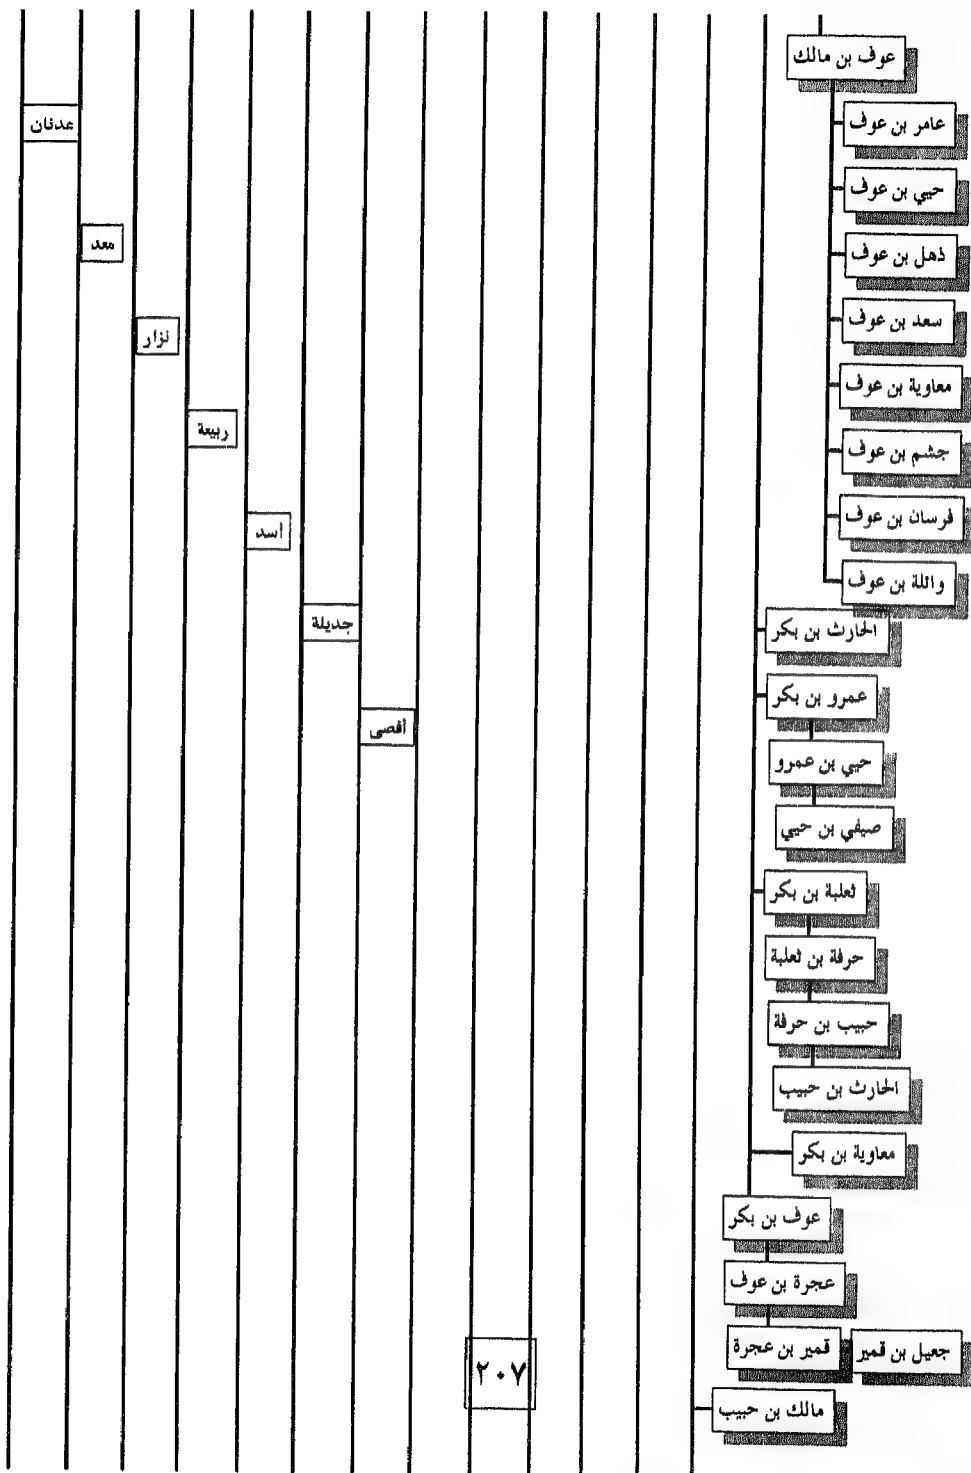 عوف بن مالك
عدنان
عامر بن عوف
حيي بن عوف
معد
ذهل بن عوف
سعد بن عوف
نزار
معاوية بن عوف
ربيعة
جشم بن عوف
فرسان بن عوف
اسد
وائلة بن عوف
جديلة
الحارث بن بكر
عمرو بن بكر
افصى
حيي بن عمرو
صيفي بن حيي
ثعلبة بن بكر
حرفة بن ثعلبة
حبيب بن حرفة
الحارث بن حبيب
معاوية بن بكر
عوف بن بكر
عجرة بن عوف
جعيل بن قمير
قمير بن عجرة
٢٠٧
مالك بن حبيب